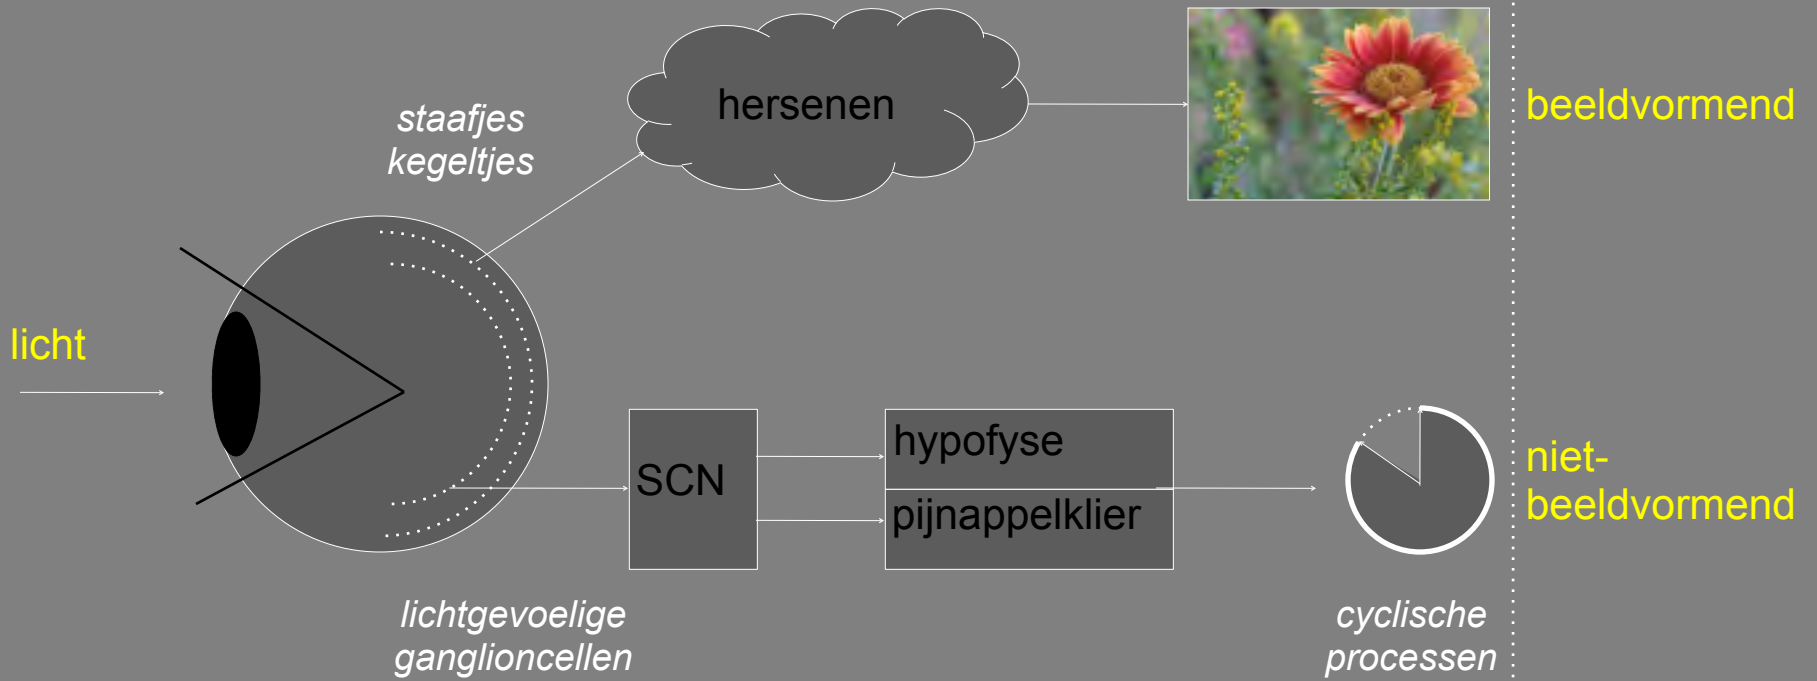 staafjes
kegeltjes
hersenen
beeldvormend
licht
SCN
hypofyse
pijnappelklier
niet-
beeldvormend
lichtgevoelige
ganglioncellen
cyclische
processen